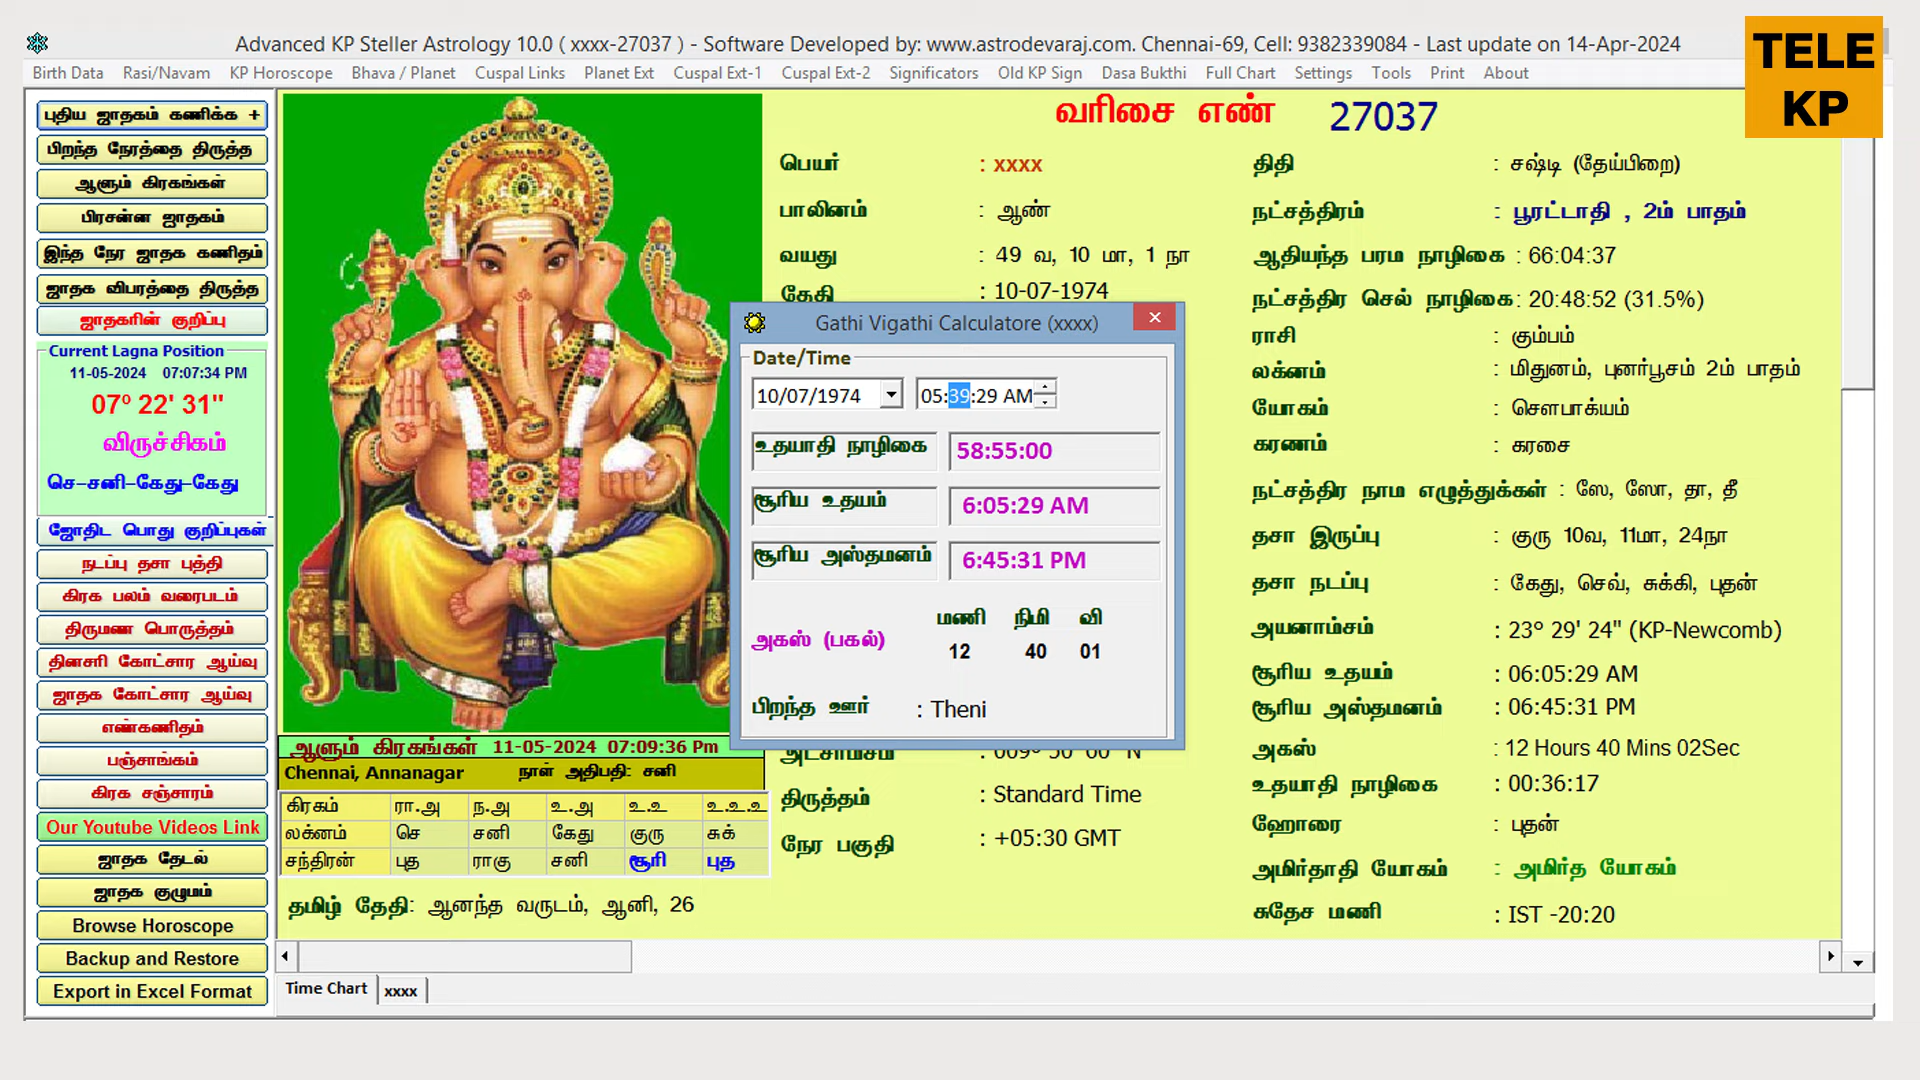 Advanced KP Steller Astrology 10.0 ( xxxx-27037 ) - Software Developed by: www.astrodevaraj.com. Chennai-69, Cell: 9382339084 - Last update on 14-Apr-2024
TELE
KP
Birth Data Rasi/Navam KP Horoscope Bhava / Planet Cuspal Links Planet Ext Cuspal Ext-1 Cuspal Ext-2 Significators Old KP Sign Dasa Bukthi Full Chart Settings Tools Print About
புதிய ஜாதகம் கணிக்க +
பிறந்த நேரத்தை திருத்த
ஆளும் கிரகங்கள்
பிரசன்ன ஜாதகம்
இந்த நேர ஜாதக கணிதம்
ஜாதக விபரத்தை திருத்த
ஜாதகரின் குறிப்பு
Current Lagna Position
11-05-2024 07:07:34 PM
07º 22' 31"
விருச்சிகம்
செ-சனி-கேது-கேது
ஜோதிட பொது குறிப்புகள்
நடப்பு தசா புத்தி
கிரக பலம் வரைபடம்
திருமண பொருத்தம்
தினசரி கோட்சார ஆய்வு
ஜாதக கோட்சார ஆய்வு
எண்கணிதம்
பஞ்சாங்கம்
கிரக சஞ்சாரம்
Our Youtube Videos Link
ஜாதக தேடல்
ஜாதக குழுமம்
Browse Horoscope
Backup and Restore
Export in Excel Format
வரிசை எண் 27037
பெயர் : xxxx
பாலினம் : ஆண்
வயது : 49 வ, 10 மா, 1 நா
தேதி : 10-07-1974
Gathi Vigathi Calculatore (xxxx)
Date/Time
10/07/1974 05:39:29 AM
உதயாதி நாழிகை 58:55:00
சூரிய உதயம் 6:05:29 AM
சூரிய அஸ்தமனம் 6:45:31 PM
மணி நிமி வி
அகஸ் (பகல்) 12 40 01
பிறந்த ஊர் : Theni
திருத்தம் : Standard Time
நேர பகுதி : +05:30 GMT
திதி : சஷ்டி (தேய்பிறை)
நட்சத்திரம் : பூரட்டாதி , 2ம் பாதம்
ஆதியந்த பரம நாழிகை : 66:04:37
நட்சத்திர செல் நாழிகை : 20:48:52 (31.5%)
ராசி : கும்பம்
லக்னம் : மிதுனம், புனர்பூசம் 2ம் பாதம்
யோகம் : சௌபாக்யம்
கரணம் : கரசை
நட்சத்திர நாம எழுத்துக்கள் : ஸே, ஸோ, தா, தீ
தசா இருப்பு : குரு 10வ, 11மா, 24நா
தசா நடப்பு : கேது, செவ், சுக்கி, புதன்
அயனாம்சம் : 23º 29' 24" (KP-Newcomb)
சூரிய உதயம் : 06:05:29 AM
சூரிய அஸ்தமனம் : 06:45:31 PM
அகஸ் : 12 Hours 40 Mins 02Sec
உதயாதி நாழிகை : 00:36:17
ஹோரை : புதன்
அமிர்தாதி யோகம் : அமிர்த யோகம்
சுதேச மணி : IST -20:20
ஆளும் கிரகங்கள் 11-05-2024 07:09:36 Pm
Chennai, Annanagar நாள் அதிபதி: சனி
கிரகம் ரா.அ ந.அ உ.அ உ.உ உ.உ.உ
லக்னம் செ சனி கேது குரு சுக்
சந்திரன் புத ராகு சனி சூரி புத
தமிழ் தேதி: ஆனந்த வருடம், ஆனி, 26
Time Chart xxxx